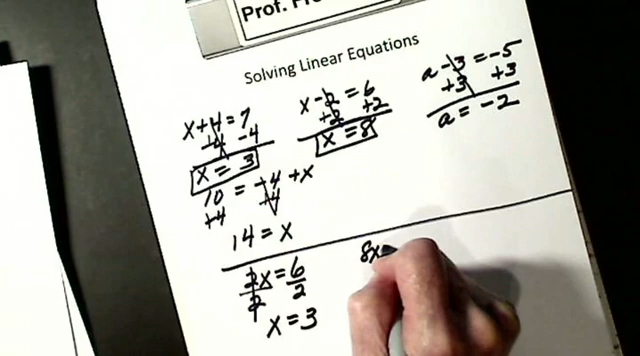 Prof.
Solving Linear Equations
x + 4 = 7
-4 -4
x = 3
x - 2 = 6
+2 +2
x = 8
a - 3 = -5
+3 +3
a = -2
10 = -4 + x
+4 +4
14 = x
2x = 6
2 2
x = 3
8x